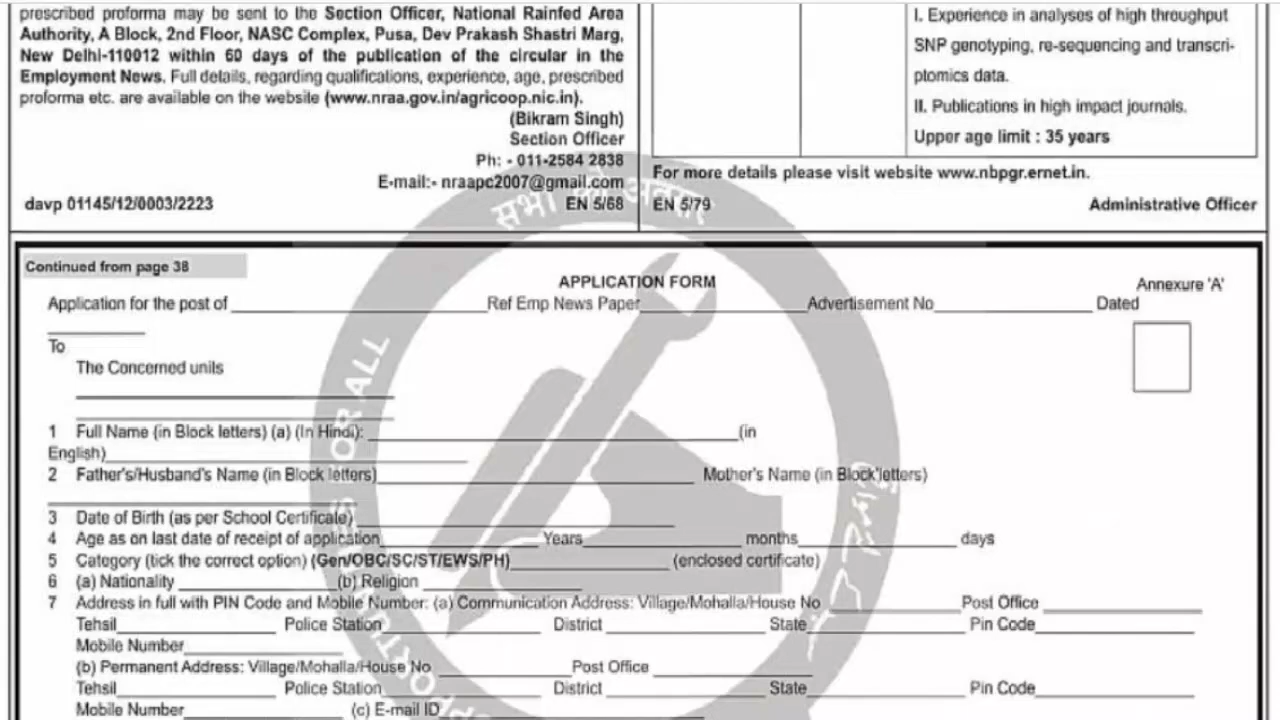 prescribed proforma may be sent to the Section Officer, National Rainfed Area
Authority, A Block, 2nd Floor, NASC Complex, Pusa, Dev Prakash Shastri Marg,
New Delhi-110012 within 60 days of the publication of the circular in the
Employment News. Full details, regarding qualifications, experience, age, prescribed
proforma etc. are available on the website (www.nraa.gov.in/agricoop.nic.in).
(Bikram Singh)
Section Officer
Ph: - 011-2584 2838
E-mail:- nraapc2007@gmail.com
davp 01145/12/0003/2223 EN 5/68
I. Experience in analyses of high throughput
SNP genotyping, re-sequencing and transcri-
ptomics data.
II. Publications in high impact journals.
Upper age limit : 35 years
For more details please visit website www.nbpgr.ernet.in.
EN 5/79 Administrative Officer
Continued from page 38
APPLICATION FORM
Annexure 'A'
Application for the post of Ref Emp News Paper Advertisement No Dated
To
The Concerned unils
1 Full Name (in Block letters) (a) (In Hindi): (in
English)
2 Father's/Husband's Name (in Block letters) Mother's Name (in Block'letters)
3 Date of Birth (as per School Certificate)
4 Age as on last date of receipt of application Years months days
5 Category (tick the correct option) (Gen/OBC/SC/ST/EWS/PH) (enclosed certificate)
6 (a) Nationality (b) Religion
7 Address in full with PIN Code and Mobile Number: (a) Communication Address: Village/Mohalla/House No Post Office
Tehsil Police Station District State Pin Code
Mobile Number
(b) Permanent Address: Village/Mohalla/House No Post Office
Tehsil Police Station District State Pin Code
Mobile Number (c) E-mail ID